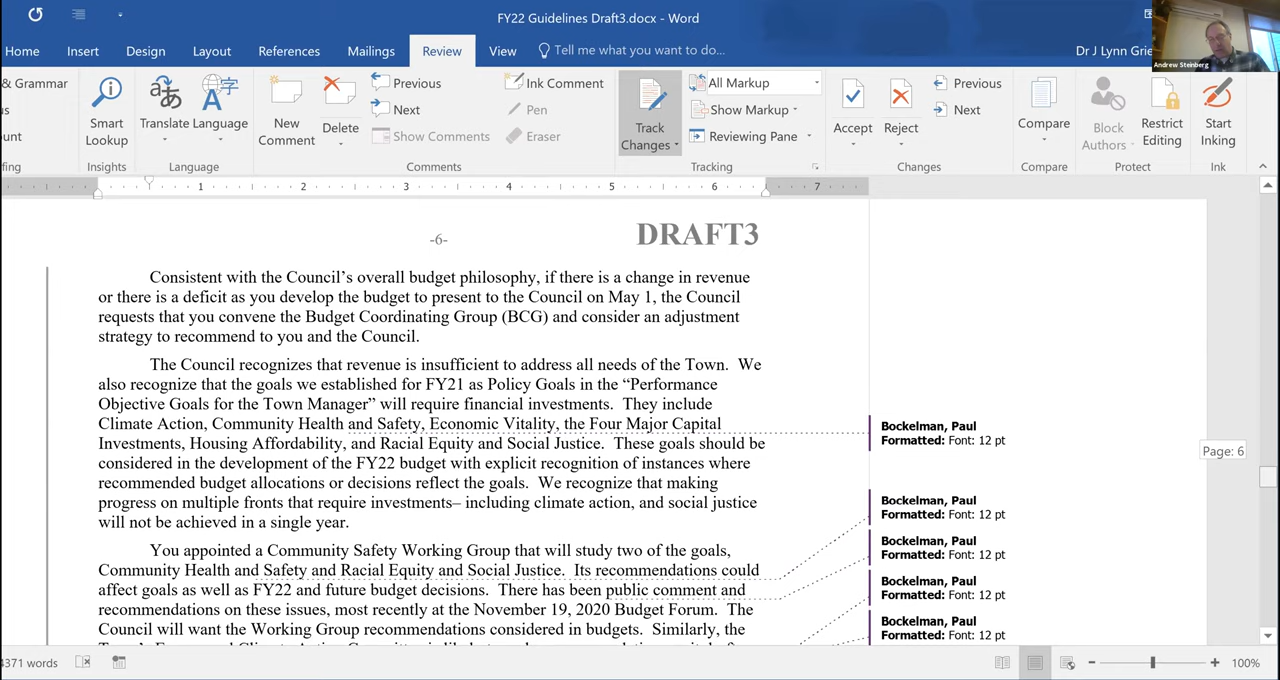 FY22 Guidelines Draft3.docx - Word
Home Insert Design Layout References Mailings Review View Tell me what you want to do... Dr J Lynn Grie
Andrew Steinberg
& Grammar
Smart Lookup
Translate Language
New Comment
Delete
Previous
Next
Show Comments
Ink Comment
Pen
Eraser
Track Changes
All Markup
Show Markup
Reviewing Pane
Accept
Reject
Previous
Next
Compare
Block Authors
Restrict Editing
Start Inking
Insights Language Comments Tracking Changes Compare Protect Ink
1 2 3 4 5 6 7
-6- DRAFT3
Consistent with the Council’s overall budget philosophy, if there is a change in revenue
or there is a deficit as you develop the budget to present to the Council on May 1, the Council
requests that you convene the Budget Coordinating Group (BCG) and consider an adjustment
strategy to recommend to you and the Council.
The Council recognizes that revenue is insufficient to address all needs of the Town.  We
also recognize that the goals we established for FY21 as Policy Goals in the “Performance
Objective Goals for the Town Manager” will require financial investments.  They include
Climate Action, Community Health and Safety, Economic Vitality, the Four Major Capital
Investments, Housing Affordability, and Racial Equity and Social Justice.  These goals should be
considered in the development of the FY22 budget with explicit recognition of instances where
recommended budget allocations or decisions reflect the goals.  We recognize that making
progress on multiple fronts that require investments– including climate action, and social justice
will not be achieved in a single year.
You appointed a Community Safety Working Group that will study two of the goals,
Community Health and Safety and Racial Equity and Social Justice.  Its recommendations could
affect goals as well as FY22 and future budget decisions.  There has been public comment and
recommendations on these issues, most recently at the November 19, 2020 Budget Forum.  The
Council will want the Working Group recommendations considered in budgets.  Similarly, the
Bockelman, Paul
Formatted: Font: 12 pt
Bockelman, Paul
Formatted: Font: 12 pt
Bockelman, Paul
Formatted: Font: 12 pt
Bockelman, Paul
Formatted: Font: 12 pt
Bockelman, Paul
Formatted: Font: 12 pt
Page: 6
4371 words
100%